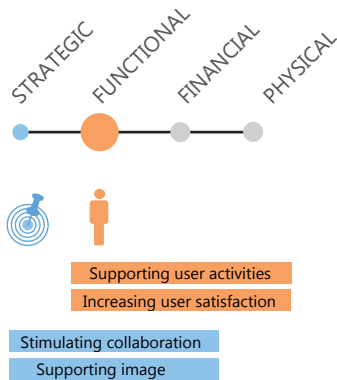 STRATEGIC
FUNCTIONAL
FINANCIAL
PHYSICAL
Supporting user activities
Increasing user satisfaction
Stimulating collaboration
Supporting image